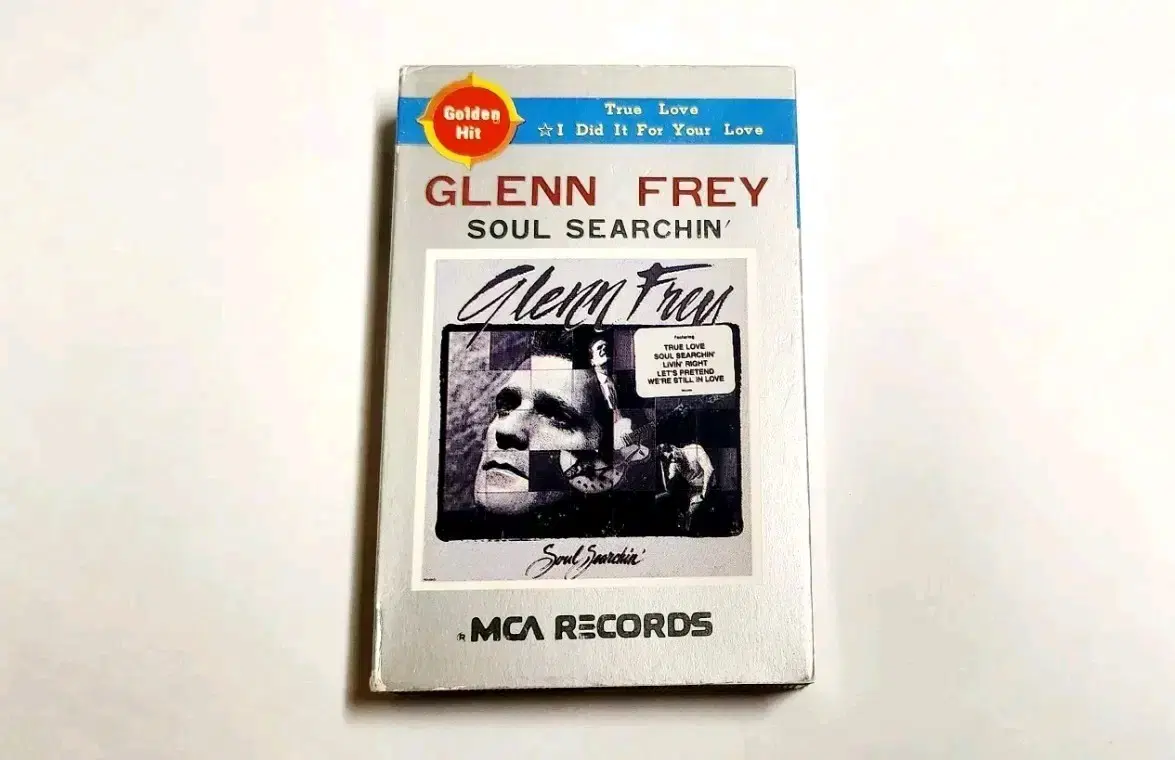 Golden
Hit
True Love
☆I Did It For Your Love
GLENN FREY
SOUL SEARCHIN'
Glenn Frey
Featuring
TRUE LOVE
SOUL SEARCHIN'
LIVIN' RIGHT
LET'S PRETEND
WE'RE STILL IN LOVE
Soul Searchin'
® MCA RECORDS